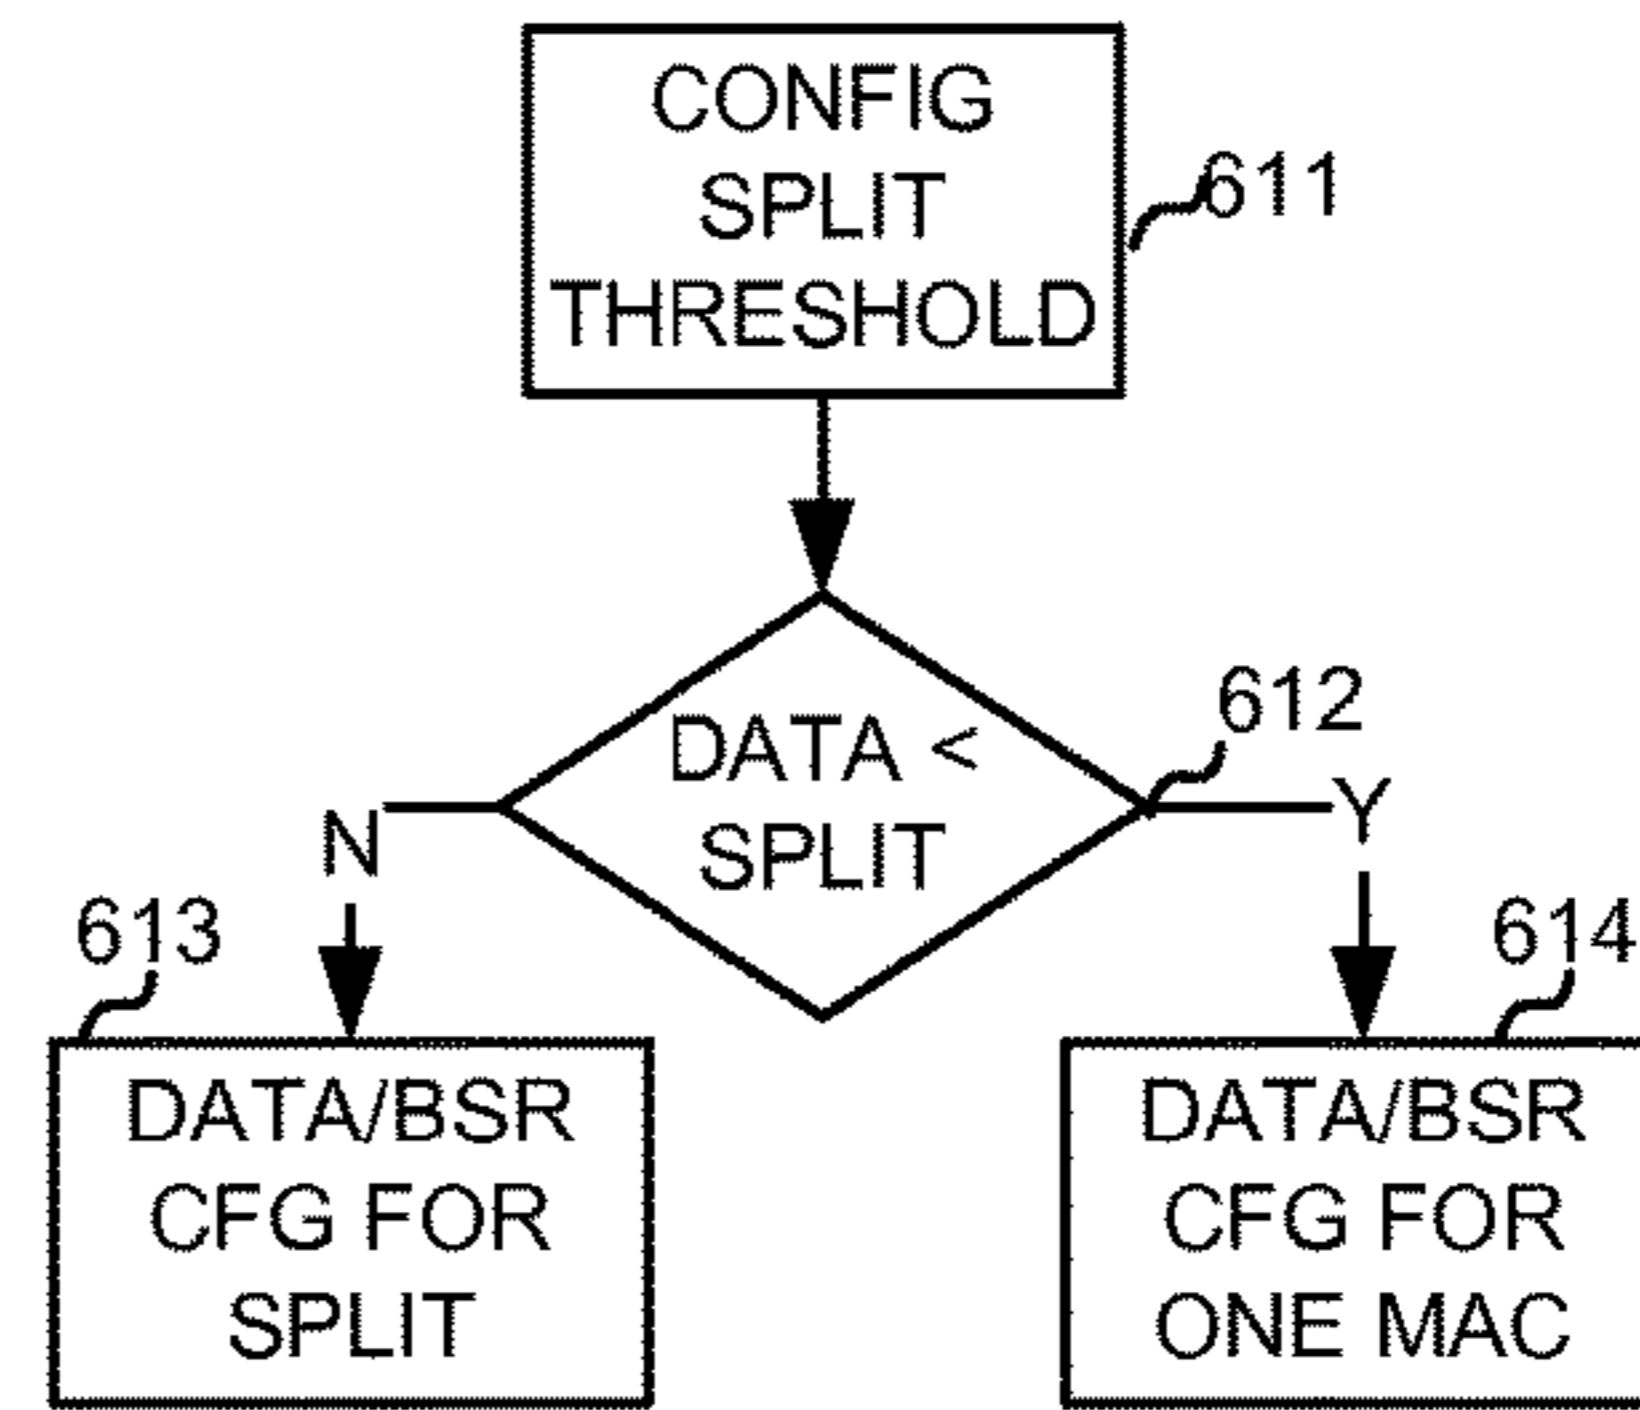 CONFIG
SPLIT
THRESHOLD
611
DATA <
SPLIT
612
N
Y
613
614
DATA/BSR
CFG FOR
SPLIT
DATA/BSR
CFG FOR
ONE MAC